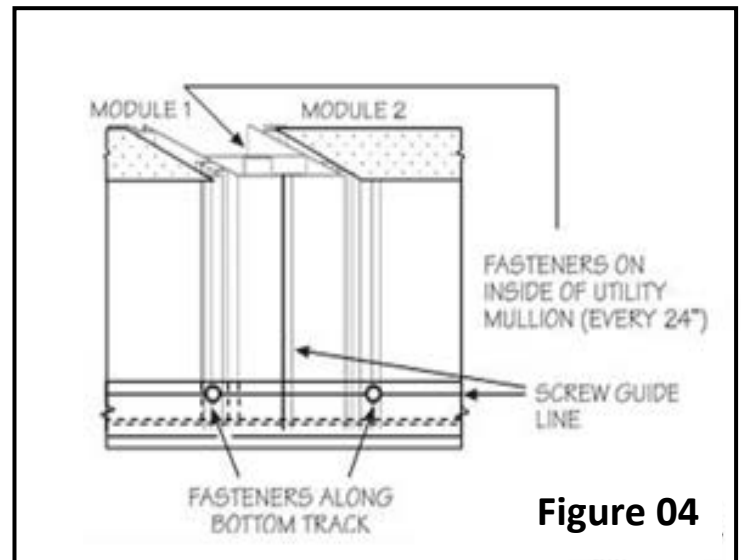 MODULE 1
MODULE 2
FASTENERS ON
INSIDE OF UTILITY
MULLION (EVERY 24")
SCREW GUIDE
LINE
FASTENERS ALONG
BOTTOM TRACK
Figure 04